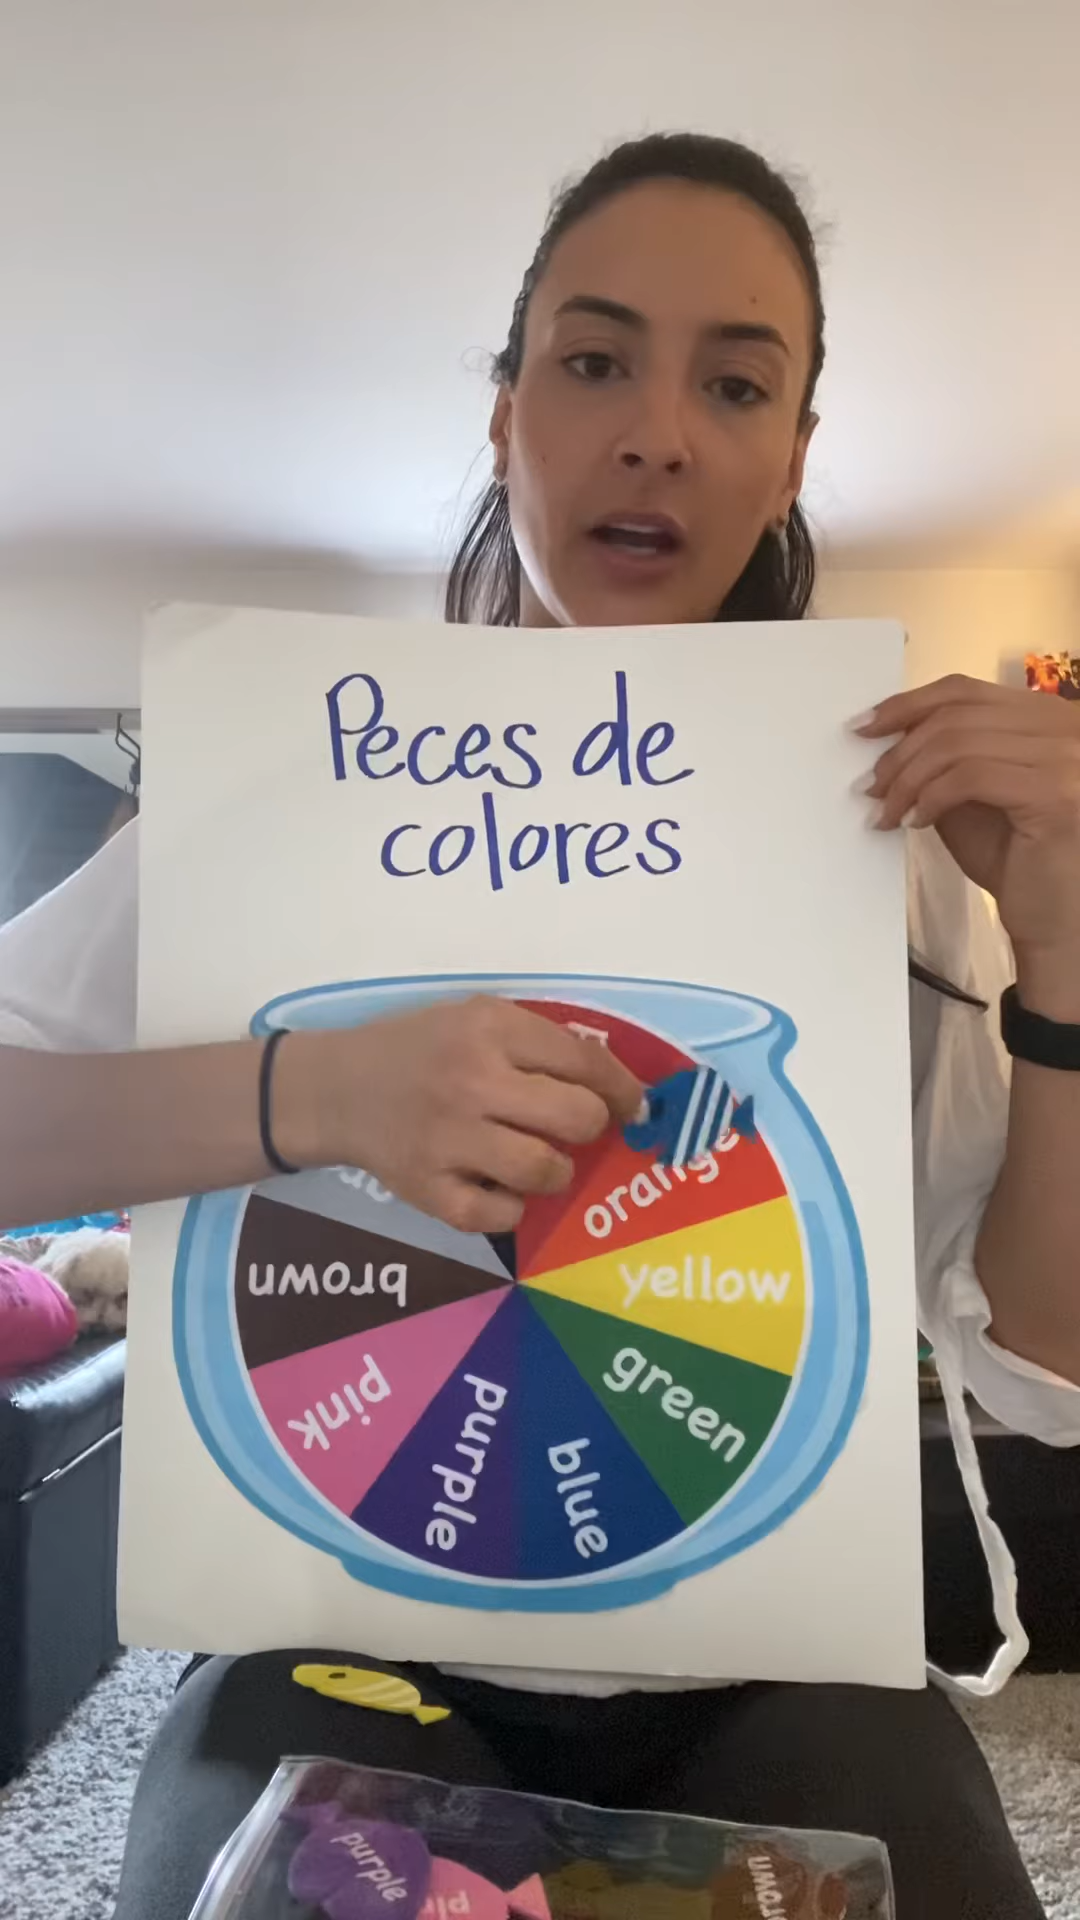 Peces de
colores
orange
yellow
green
blue
purple
pink
brown
purple